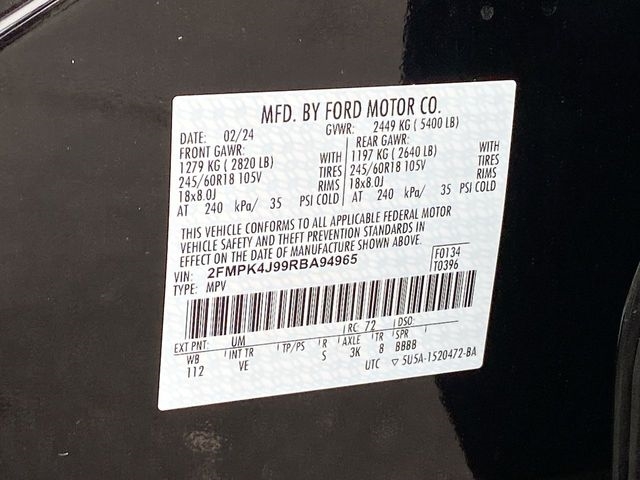 MFD. BY FORD MOTOR CO.
DATE: 02/24 GVWR: 2449 KG ( 5400 LB)
FRONT GAWR: REAR GAWR:
1279 KG ( 2820 LB) WITH 1197 KG ( 2640 LB) WITH
245/60R18 105V TIRES 245/60R18 105V TIRES
18x8.0J RIMS 18x8.0J RIMS
AT 240 kPa/ 35 PSI COLD AT 240 kPa/ 35 PSI COLD
THIS VEHICLE CONFORMS TO ALL APPLICABLE FEDERAL MOTOR
VEHICLE SAFETY AND THEFT PREVENTION STANDARDS IN
EFFECT ON THE DATE OF MANUFACTURE SHOWN ABOVE.
VIN: 2FMPK4J99RBA94965 F0134
TYPE: MPV T0396
EXT PNT: UM RC: 72 DSO:
WB INT TR TP/PS R AXLE TR SPR
112 VE S 3K 8 BBBB
UTC ▽ 5U5A-1520472-BA